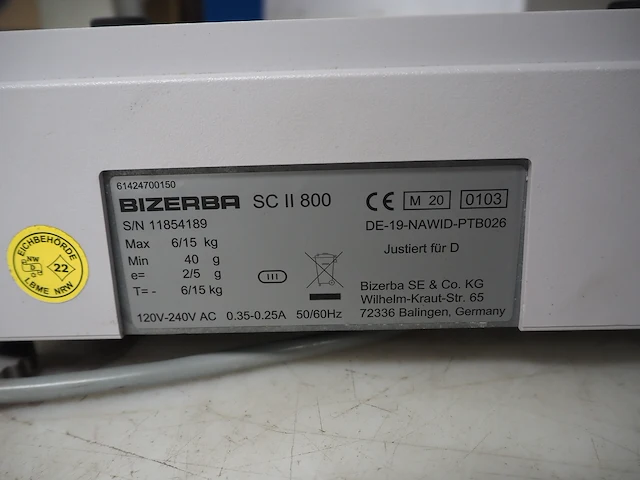 61424700150
BIZERBA SC II 800
CE M 20 0103
S/N 11854189
DE-19-NAWID-PTB026
Max 6/15 kg
Justiert für D
Min 40 g
e= 2/5 g
III
T= - 6/15 kg
Bizerba SE & Co. KG
Wilhelm-Kraut-Str. 65
72336 Balingen, Germany
120V-240V AC 0.35-0.25A 50/60Hz
EICHBEHÖRDE
NW
D
22
LBME NRW